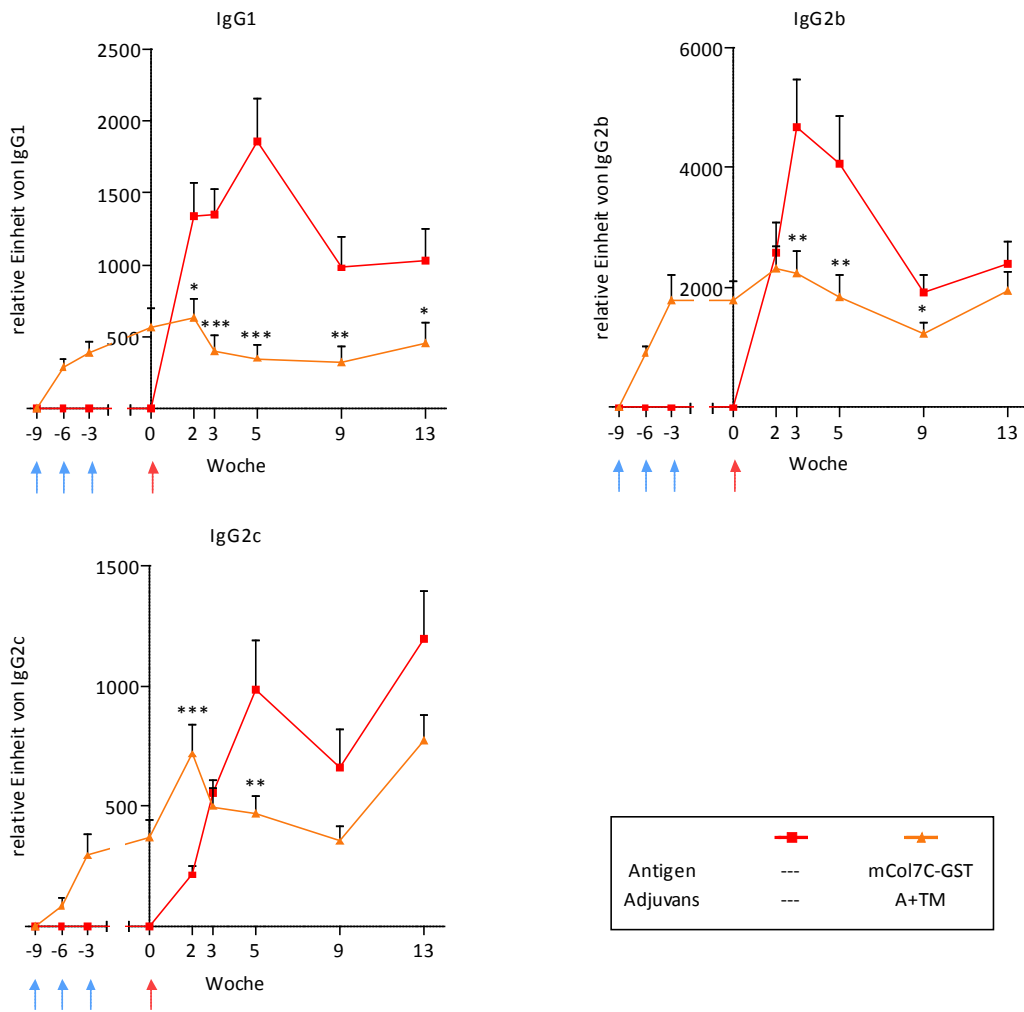 IgG1
relative Einheit von IgG1
2500
2000
1500
1000
500
* *** *** ** *
-9 -6 -3 0 2 3 5 9 13
Woche
IgG2b
relative Einheit von IgG2b
6000
4000
2000
** ** *
-9 -6 -3 0 2 3 5 9 13
Woche
IgG2c
relative Einheit von IgG2c
1500
1000
500
*** **
-9 -6 -3 0 2 3 5 9 13
Woche
Antigen --- mCol7C-GST
Adjuvans --- A+TM